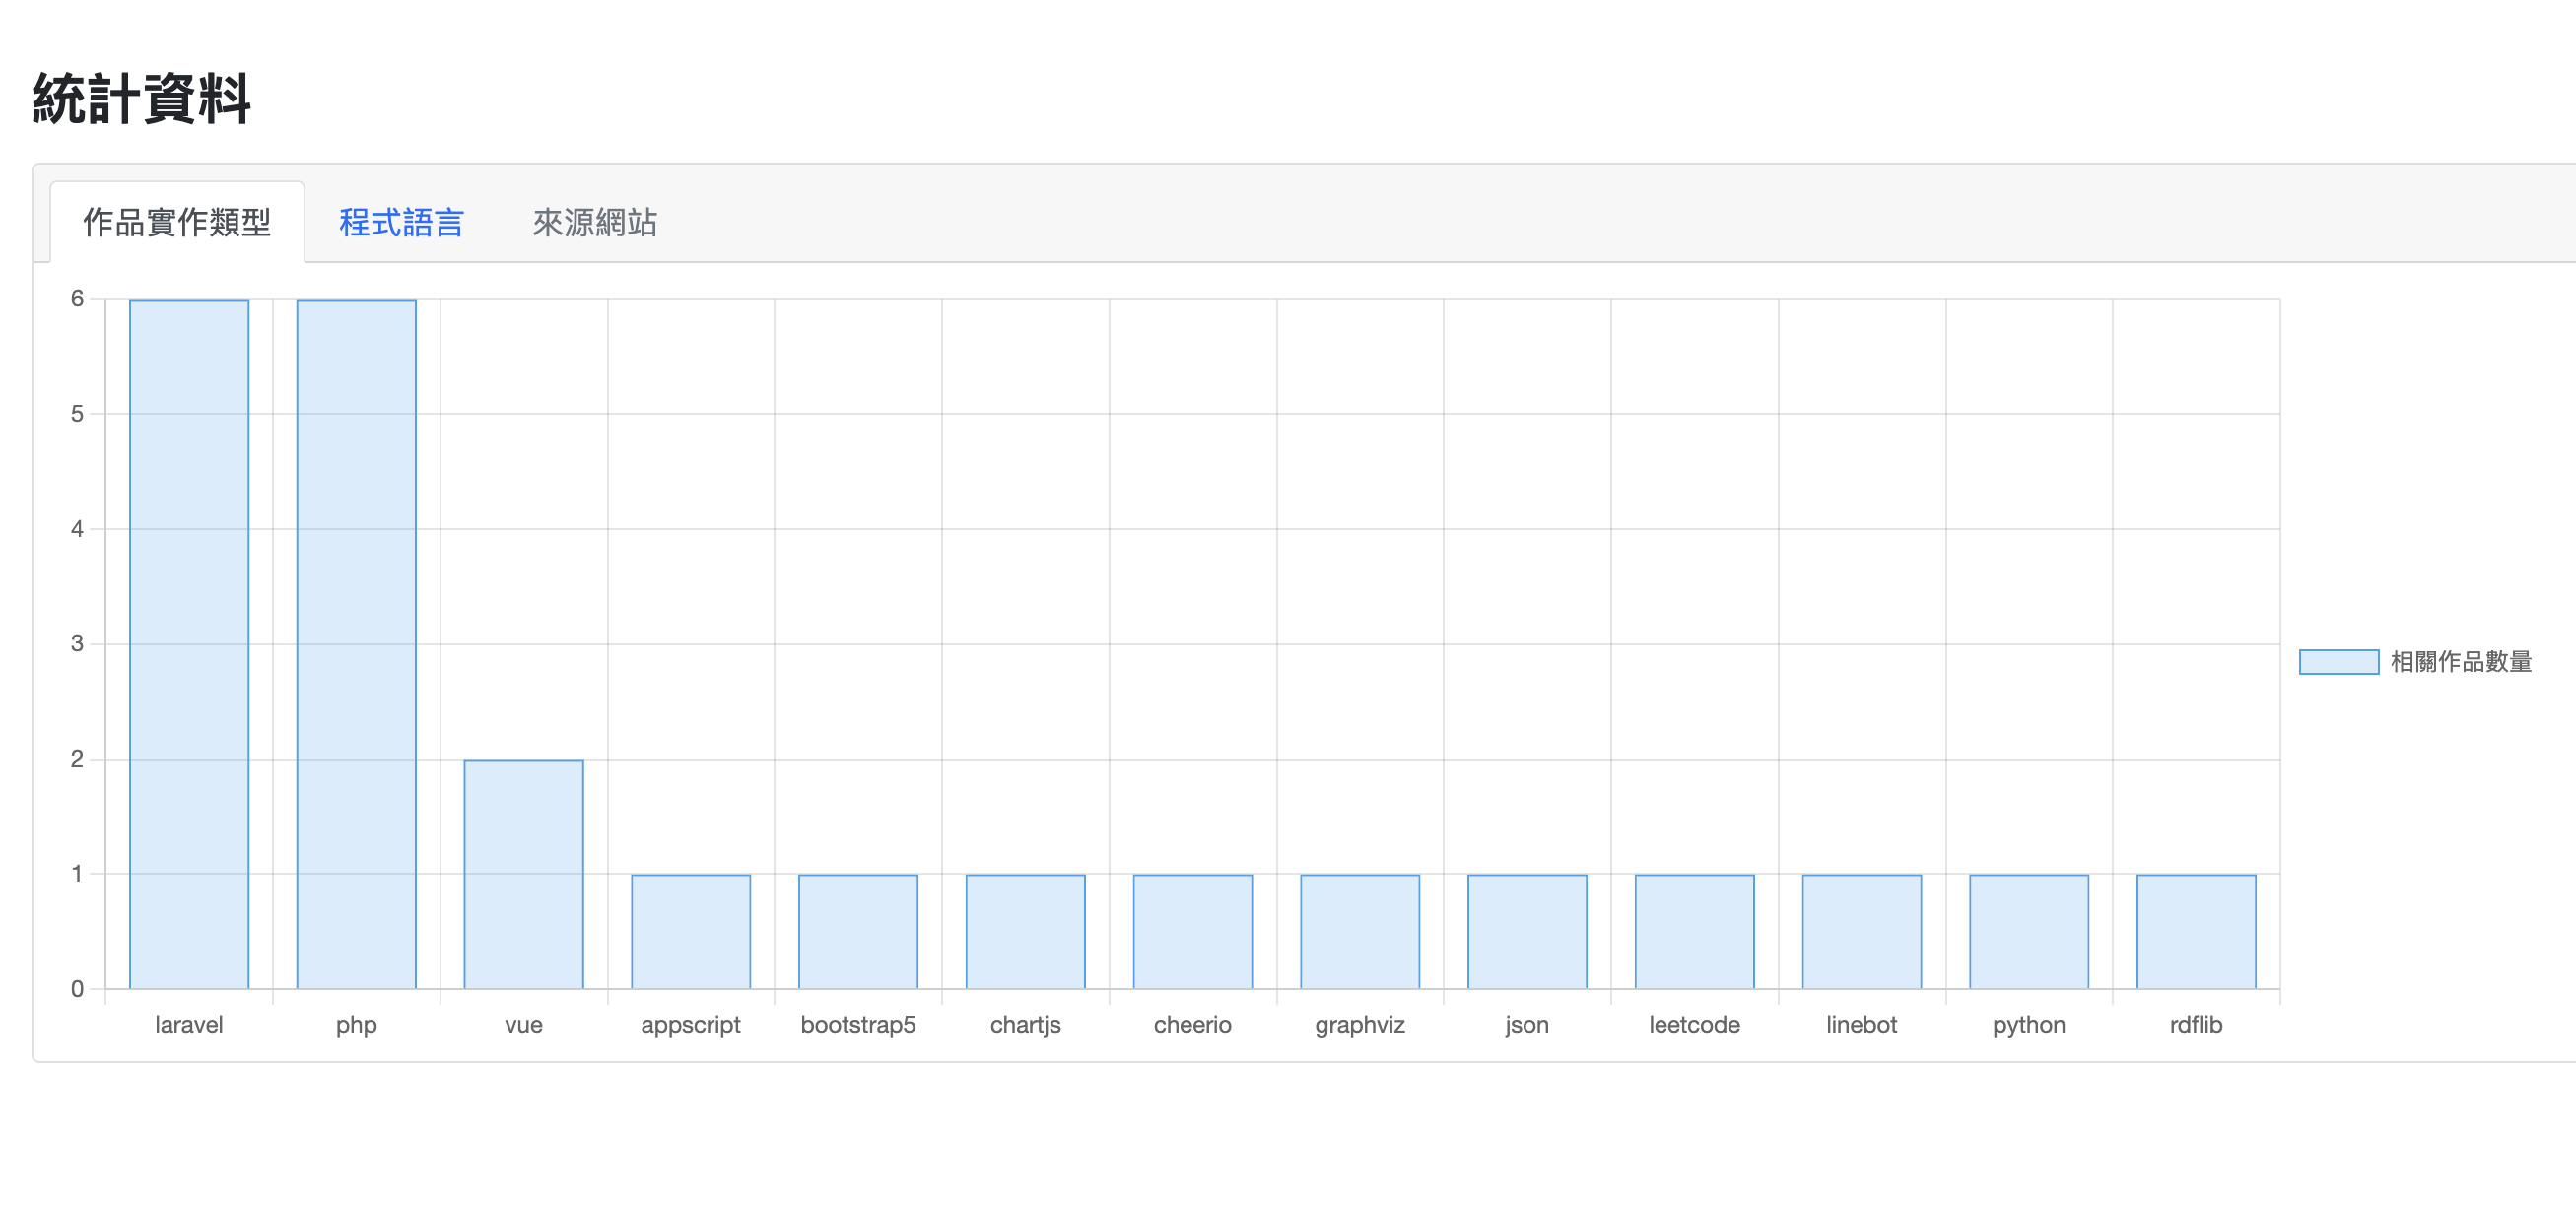 統計資料
作品實作類型 程式語言 來源網站
6
5
4
3
2
1
0
相關作品數量
laravel php vue appscript bootstrap5 chartjs cheerio graphviz json leetcode linebot python rdflib